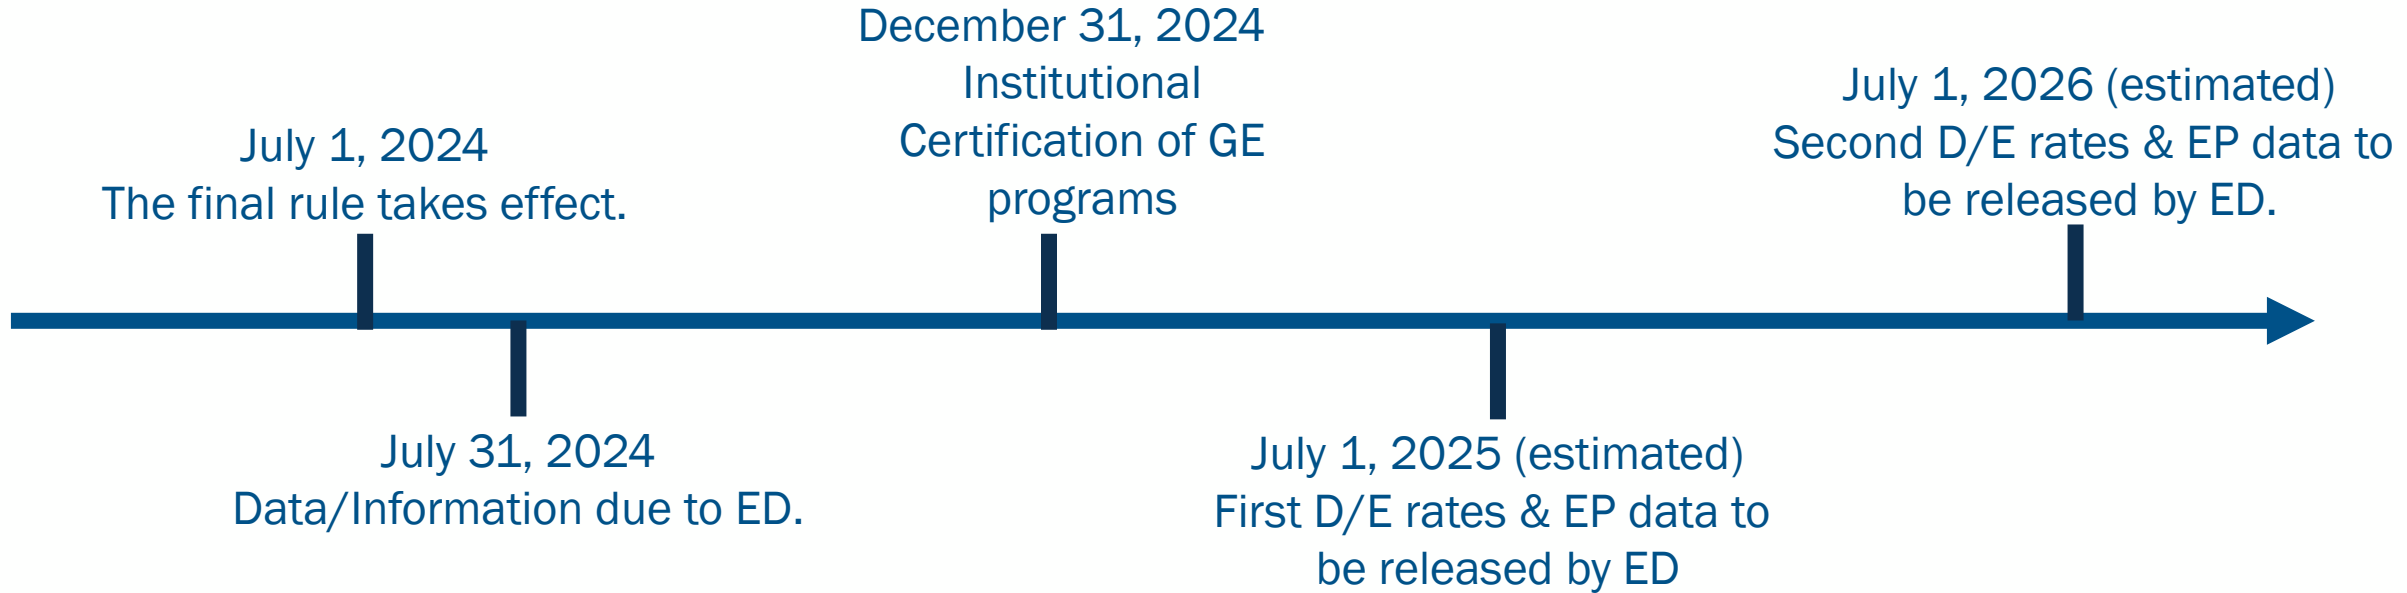 July 1, 2024
The final rule takes effect.
July 31, 2024
Data/Information due to ED.
December 31, 2024
Institutional
Certification of GE
programs
July 1, 2025 (estimated)
First D/E rates & EP data to
be released by ED
July 1, 2026 (estimated)
Second D/E rates & EP data to
be released by ED.